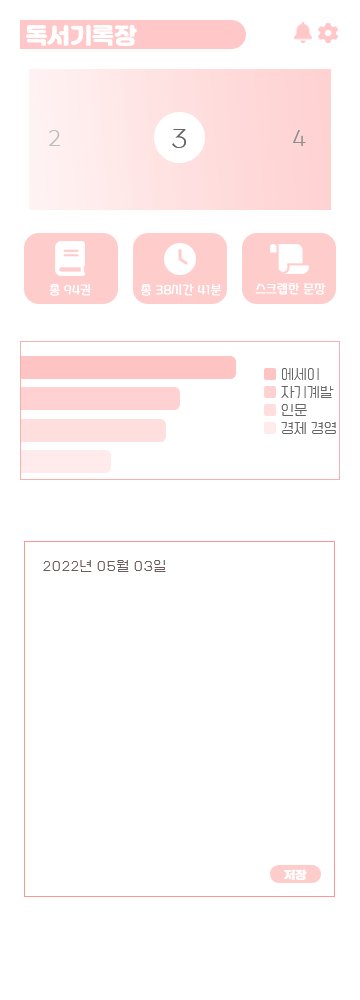 독서기록장
2 3 4
총 94권
총 38시간 41분
스크랩한 문장
에세이
자기계발
인문
경제 경영
2022년 05월 03일
저장